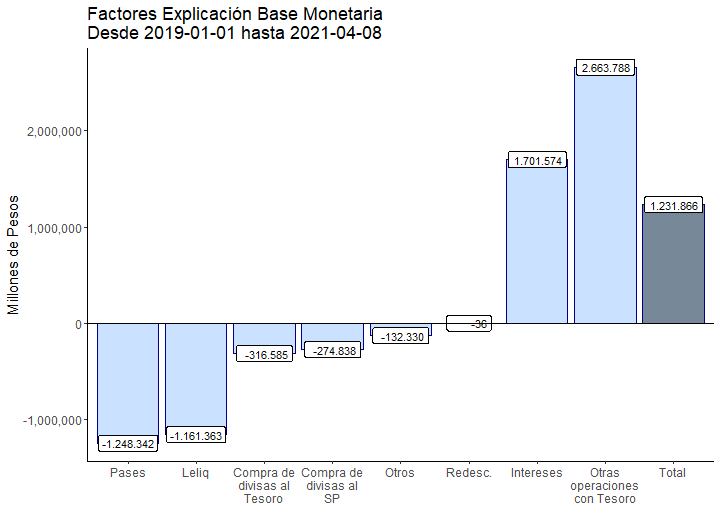 Factores Explicación Base Monetaria
Desde 2019-01-01 hasta 2021-04-08
Millones de Pesos
2,000,000
1,000,000
0
-1,000,000
-1.248.342
-1.161.363
-316.585
-274.838
-132.330
-36
1.701.574
2.663.788
1.231.866
Pases
Leliq
Compra de
divisas al
Tesoro
Compra de
divisas al
SP
Otros
Redesc.
Intereses
Otras
operaciones
con Tesoro
Total